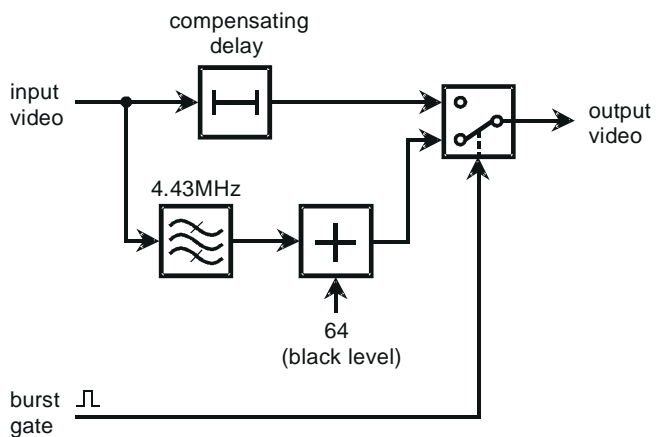 compensating
delay
input
video
output
video
4.43MHz
64
(black level)
burst
gate